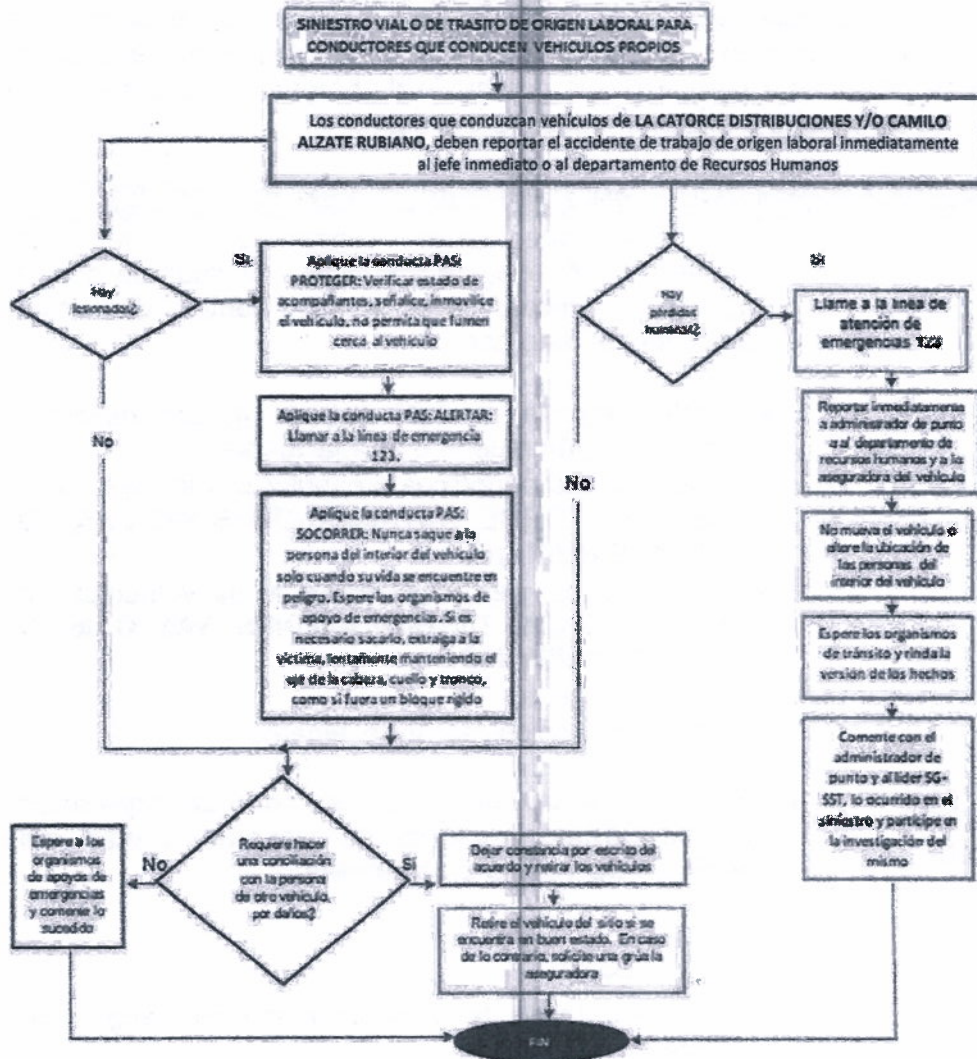 SINIESTRO VIAL O DE TRASITO DE ORIGEN LABORAL PARA
CONDUCTORES QUE CONDUCEN VEHICULOS PROPIOS
Los conductores que conduzcan vehículos de LA CATORCE DISTRIBUCIONES Y/O CAMILO
ALZATE RUBIANO, deben reportar el accidente de trabajo de origen laboral inmediatamente
al jefe inmediato o al departamento de Recursos Humanos
Hay
lesionados?
Si
No
Aplique la conducta PAS:
PROTEGER: Verificar estado de
acompañantes, señalice, inmovilice
el vehículo, no permita que fumen
cerca al vehículo
Aplique la conducta PAS: ALERTAR:
Llamar a la línea de emergencia
123.
Aplique la conducta PAS:
SOCORRER: Nunca saque a la
persona del interior del vehículo
solo cuando su vida se encuentre en
peligro. Espere los organismos de
apoyo de emergencias. Si es
necesario sacarlo, extraiga a la
víctima, lentamente manteniendo el
eje de la cabeza, cuello y tronco,
como si fuera un bloque rígido
Hay
pérdidas
humanas?
Si
No
Llame a la línea de
atención de
emergencias 123
Reportar inmediatamente
a administrador de punto
o al departamento de
recursos humanos y a la
aseguradora del vehículo
No mueva el vehículo o
altere la ubicación de
las personas del
interior del vehículo
Espere los organismos
de tránsito y rinda la
versión de los hechos
Comente con el
administrador de
punto y al líder SG-
SST, lo ocurrido en el
siniestro y participe en
la investigación del
mismo
Requiere hacer
una conciliación
con la persona
de otro vehículo,
por daños?
No
Si
Espere a los
organismos
de apoyos de
emergencias
y comente lo
sucedido
Dejar constancia por escrito del
acuerdo y retirar los vehículos
Retire el vehículo del sitio si se
encuentra en buen estado. En caso
de lo contrario, solicite una grúa la
aseguradora
FIN